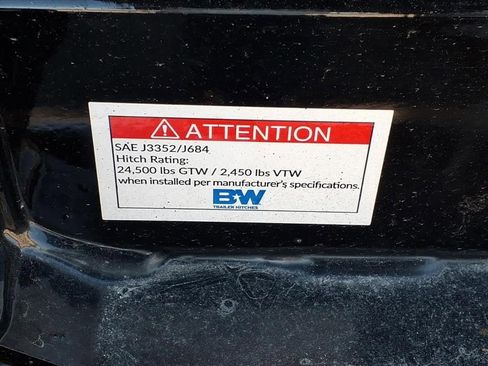 ATTENTION
SAE J3352/J684
Hitch Rating:
24,500 lbs GTW / 2,450 lbs VTW
when installed per manufacturer's specifications.
B&W
TRAILER HITCHES